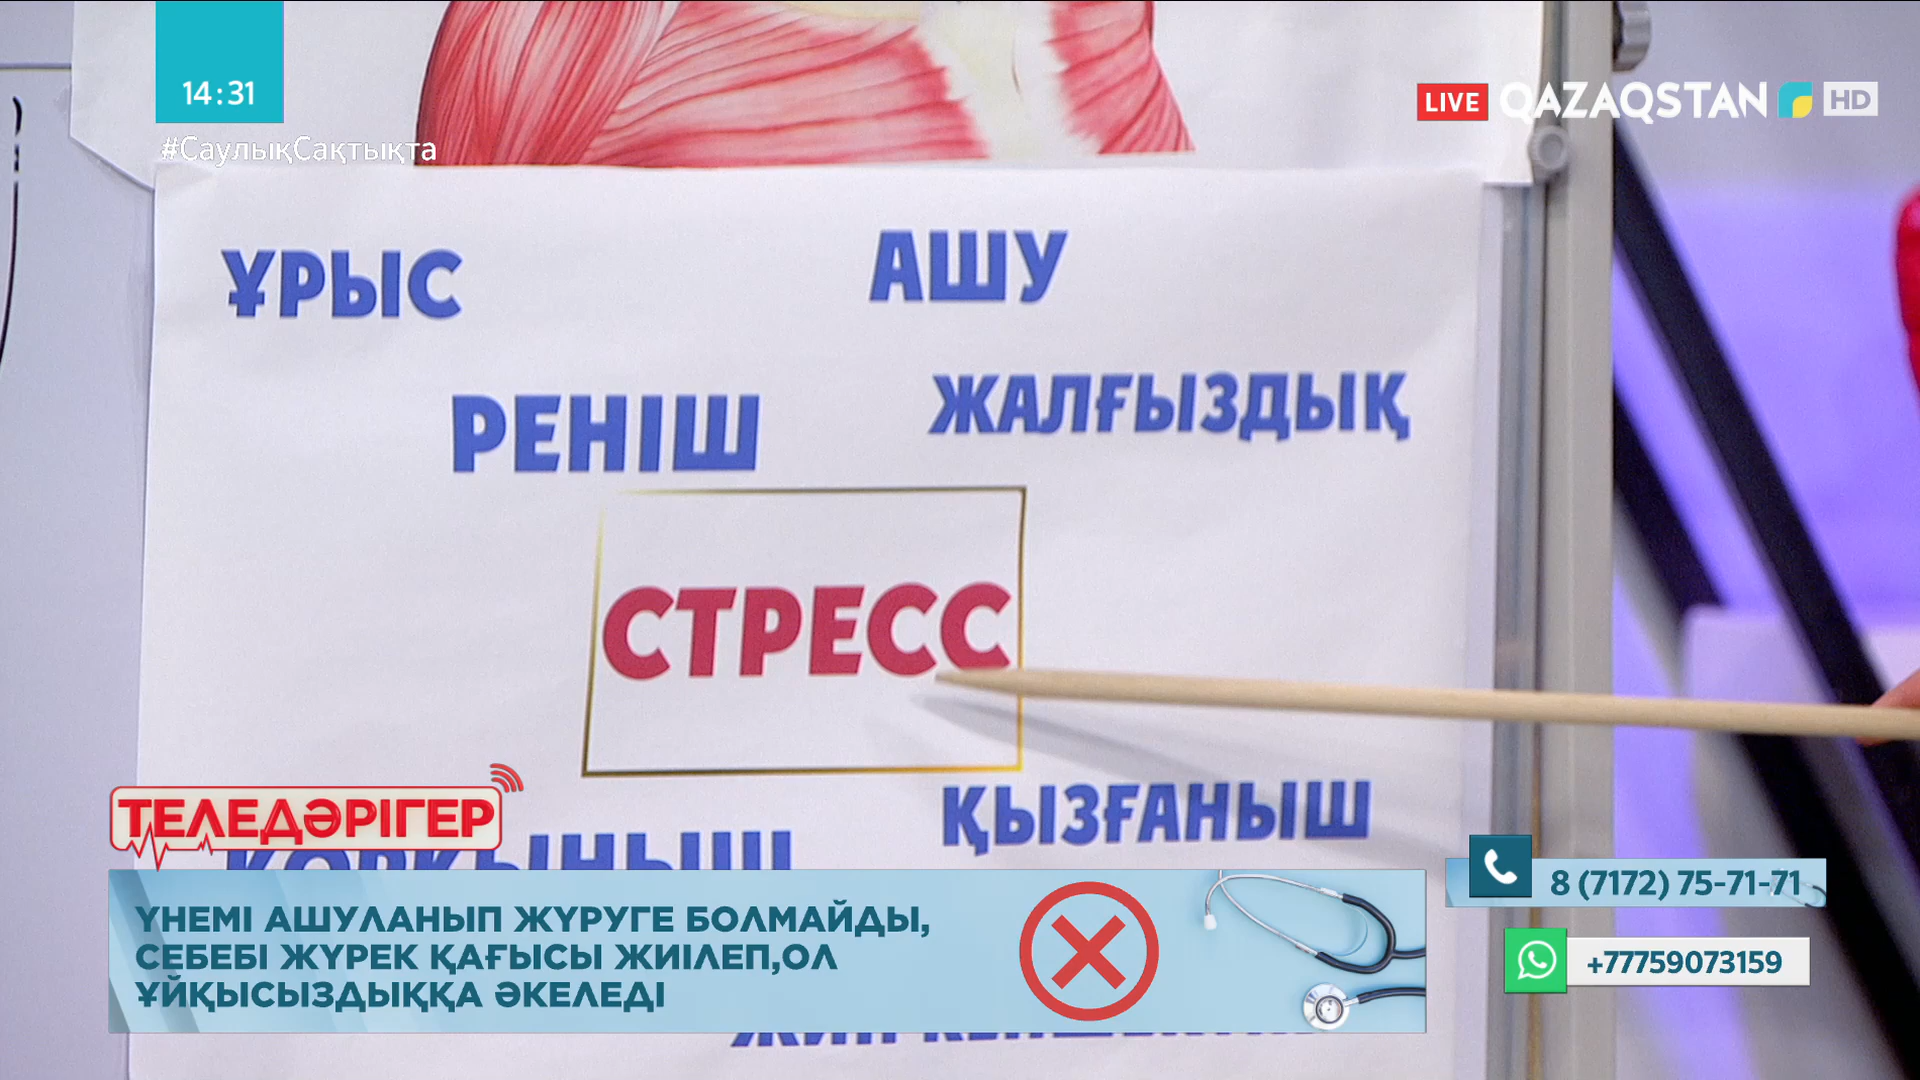 14:31
#СаулықСақтықта
LIVE QAZAQSTAN HD
ҰРЫС
АШУ
РЕНІШ
ЖАЛҒЫЗДЫҚ
СТРЕСС
ҚЫЗҒАНЫШ
ТЕЛЕДӘРІГЕР
ҚОРҚЫНЫШ
ҮНЕМІ АШУЛАНЫП ЖҮРУГЕ БОЛМАЙДЫ,
СЕБЕБІ ЖҮРЕК ҚАҒЫСЫ ЖИІЛЕП,ОЛ
ҰЙҚЫСЫЗДЫҚҚА ӘКЕЛЕДІ
8 (7172) 75-71-71
+77759073159